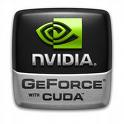 NVIDIA.
GEFORCE
WITH CUDA